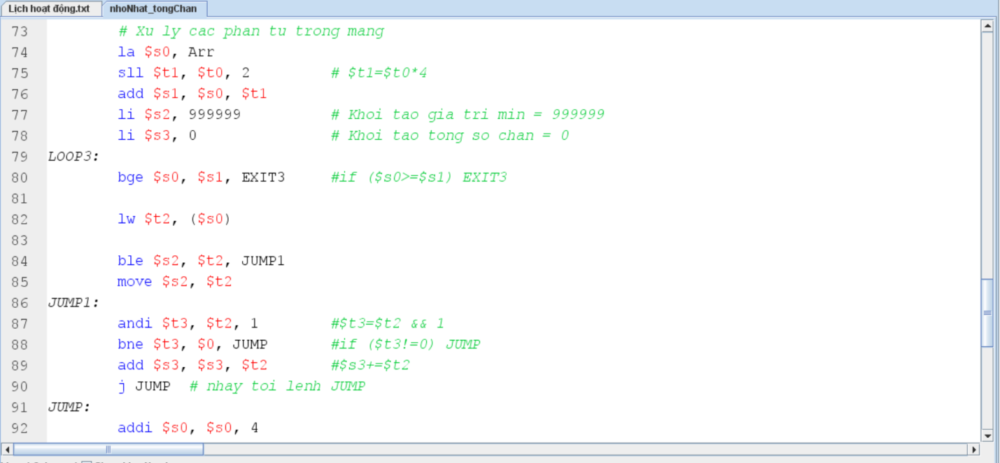 Lịch hoạt động.txt nhoNhat_tongChan
73 # Xu ly cac phan tu trong mang
74 la $s0, Arr
75 sll $t1, $t0, 2 # $t1=$t0*4
76 add $s1, $s0, $t1
77 li $s2, 999999 # Khoi tao gia tri min = 999999
78 li $s3, 0 # Khoi tao tong so chan = 0
79 LOOP3:
80 bge $s0, $s1, EXIT3 #if ($s0>=$s1) EXIT3
81
82 lw $t2, ($s0)
83
84 ble $s2, $t2, JUMP1
85 move $s2, $t2
86 JUMP1:
87 andi $t3, $t2, 1 #$t3=$t2 && 1
88 bne $t3, $0, JUMP #if ($t3!=0) JUMP
89 add $s3, $s3, $t2 #$s3+=$t2
90 j JUMP # nhay toi lenh JUMP
91 JUMP:
92 addi $s0, $s0, 4